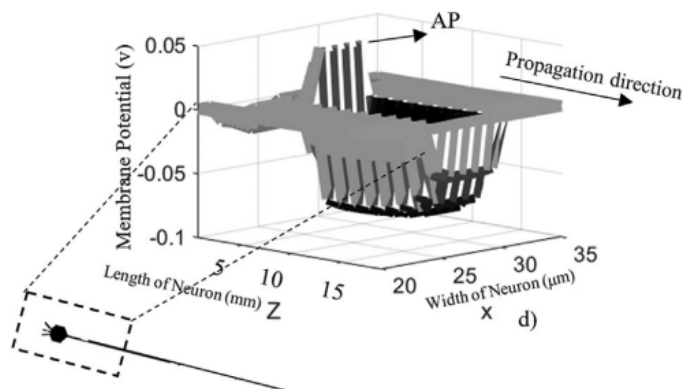 AP
Propagation direction
Membrane Potential (v)
0.05
0
-0.05
-0.1
5
10
15
Length of Neuron (mm)
Z
20
25
30
35
Width of Neuron (μm)
X
d)